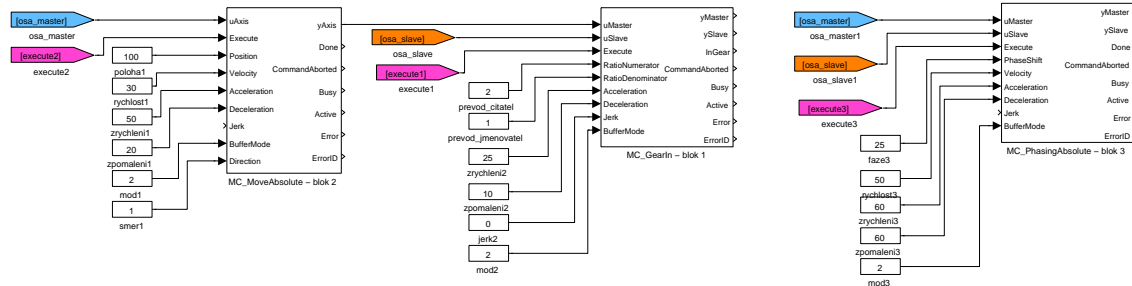 [osa_master]
osa_master
[execute2]
execute2
100
poloha1
30
rychlost1
50
zrychleni1
20
zpomaleni1
2
mod1
1
smer1
uAxis
Execute
Position
Velocity
Acceleration
Deceleration
Jerk
BufferMode
Direction
yAxis
Done
CommandAborted
Busy
Active
Error
ErrorID
MC_MoveAbsolute – blok 2
[osa_slave]
osa_slave
[execute1]
execute1
2
prevod_citatel
1
prevod_jmenovatel
25
zrychleni2
10
zpomaleni2
0
jerk2
2
mod2
uMaster
uSlave
Execute
RatioNumerator
RatioDenominator
Acceleration
Deceleration
Jerk
BufferMode
yMaster
ySlave
InGear
CommandAborted
Busy
Active
Error
ErrorID
MC_GearIn – blok 1
[osa_master]
osa_master1
[osa_slave]
osa_slave1
[execute3]
execute3
25
faze3
50
rychlost3
60
zrychleni3
60
zpomaleni3
2
mod3
uMaster
uSlave
Execute
PhaseShift
Velocity
Acceleration
Deceleration
Jerk
BufferMode
yMaster
ySlave
Done
CommandAborted
Busy
Active
Error
ErrorID
MC_PhasingAbsolute – blok 3